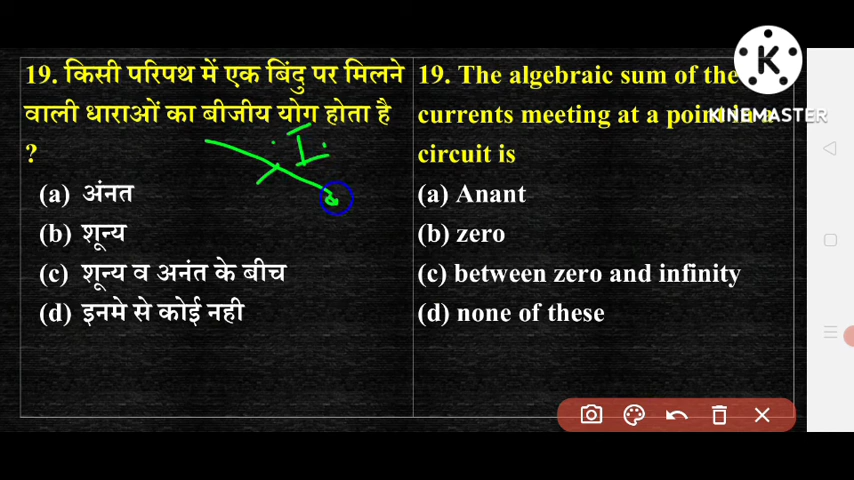 19. किसी परिपथ में एक बिंदु पर मिलने
वाली धाराओं का बीजीय योग होता है
?
(a) अंनत
(b) शून्य
(c) शून्य व अनंत के बीच
(d) इनमे से कोई नही
19. The algebraic sum of the
currents meeting at a point in a
circuit is
(a) Anant
(b) zero
(c) between zero and infinity
(d) none of these
K
KINEMASTER
I